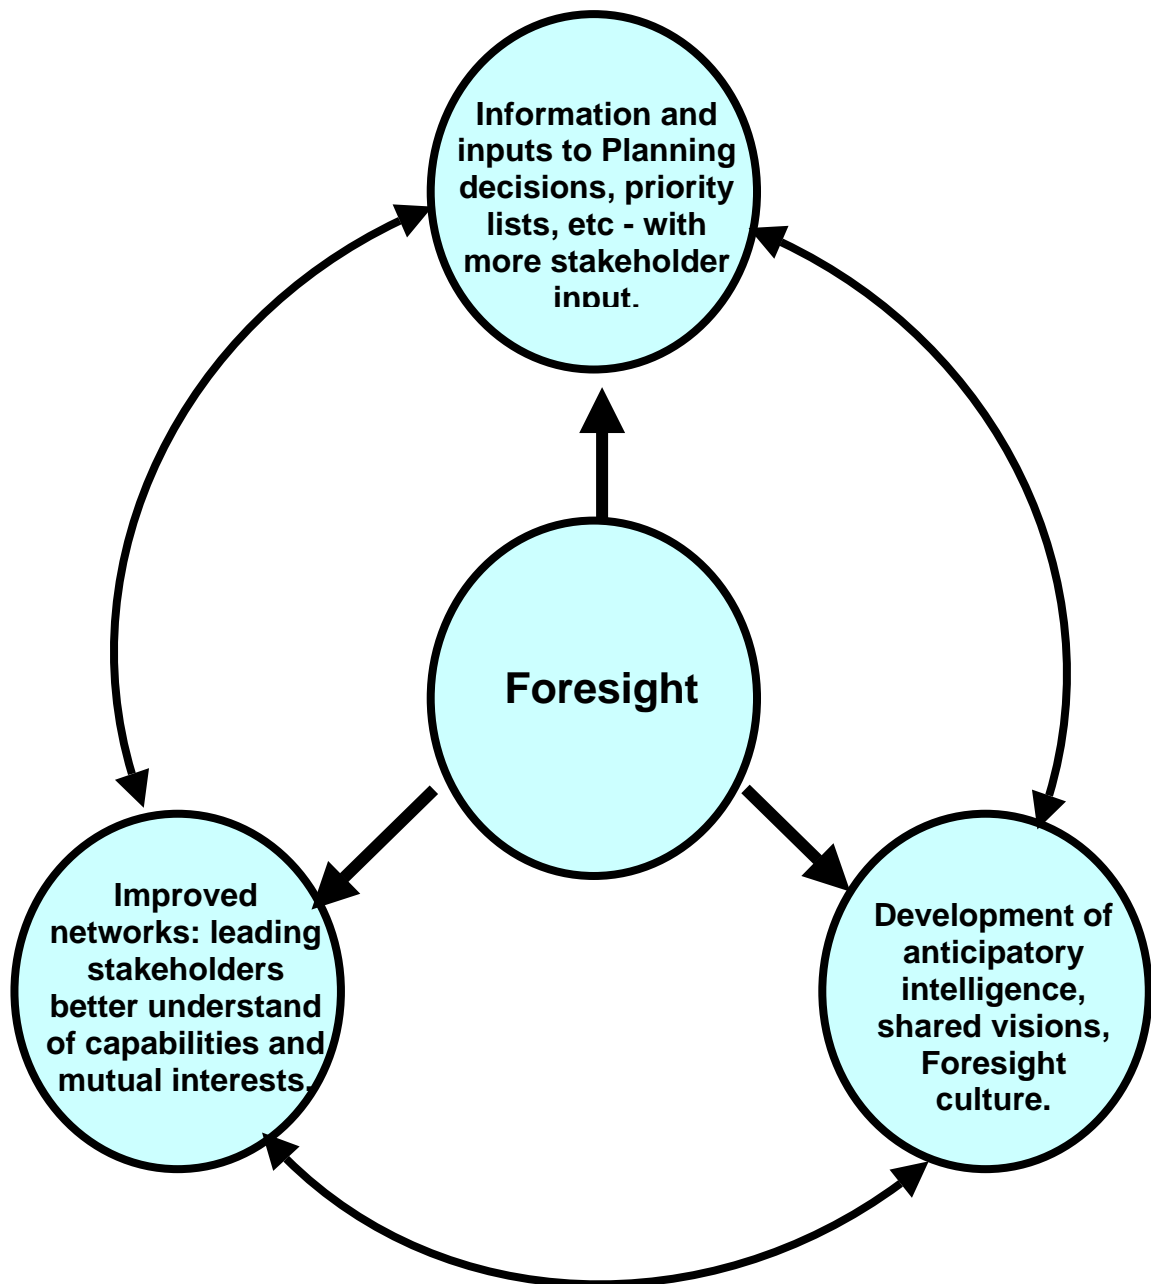 Information and
inputs to Planning
decisions, priority
lists, etc - with
more stakeholder
input.
Foresight
Improved
networks: leading
stakeholders
better understand
of capabilities and
mutual interests.
Development of
anticipatory
intelligence,
shared visions,
Foresight
culture.